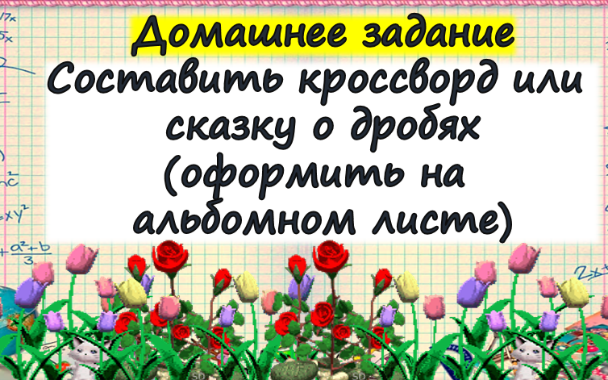 Домашнее задание
Составить кроссворд или
сказку о дробях
(оформить на
альбомном листе)